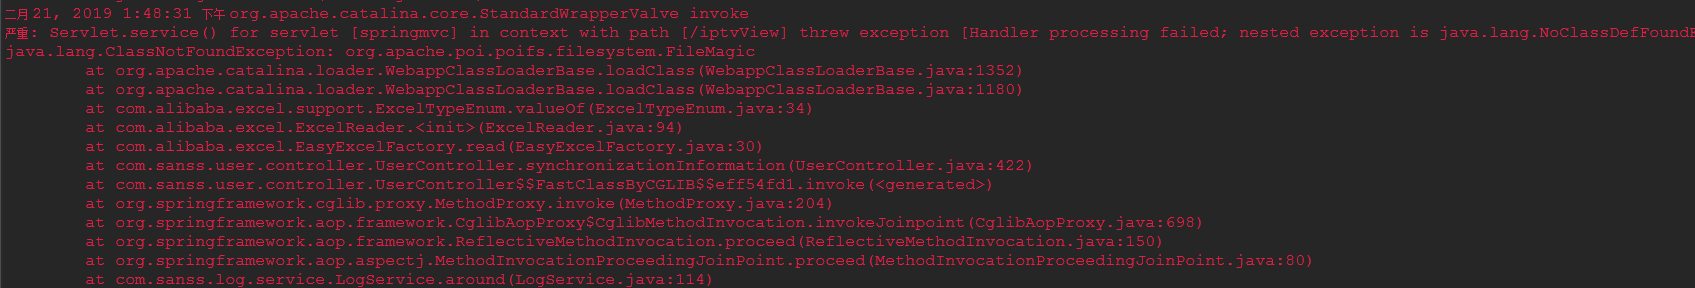 二月 21, 2019 1:48:31 下午 org.apache.catalina.core.StandardWrapperValve invoke
严重: Servlet.service() for servlet [springmvc] in context with path [/iptvView] threw exception [Handler processing failed; nested exception is java.lang.NoClassDefFoundE
java.lang.ClassNotFoundException: org.apache.poi.poifs.filesystem.FileMagic
at org.apache.catalina.loader.WebappClassLoaderBase.loadClass(WebappClassLoaderBase.java:1352)
at org.apache.catalina.loader.WebappClassLoaderBase.loadClass(WebappClassLoaderBase.java:1180)
at com.alibaba.excel.support.ExcelTypeEnum.valueOf(ExcelTypeEnum.java:34)
at com.alibaba.excel.ExcelReader.<init>(ExcelReader.java:94)
at com.alibaba.excel.EasyExcelFactory.read(EasyExcelFactory.java:30)
at com.sanss.user.controller.UserController.synchronizationInformation(UserController.java:422)
at com.sanss.user.controller.UserController$$FastClassByCGLIB$$eff54fd1.invoke(<generated>)
at org.springframework.cglib.proxy.MethodProxy.invoke(MethodProxy.java:204)
at org.springframework.aop.framework.CglibAopProxy$CglibMethodInvocation.invokeJoinpoint(CglibAopProxy.java:698)
at org.springframework.aop.framework.ReflectiveMethodInvocation.proceed(ReflectiveMethodInvocation.java:150)
at org.springframework.aop.aspectj.MethodInvocationProceedingJoinPoint.proceed(MethodInvocationProceedingJoinPoint.java:80)
at com.sanss.log.service.LogService.around(LogService.java:114)